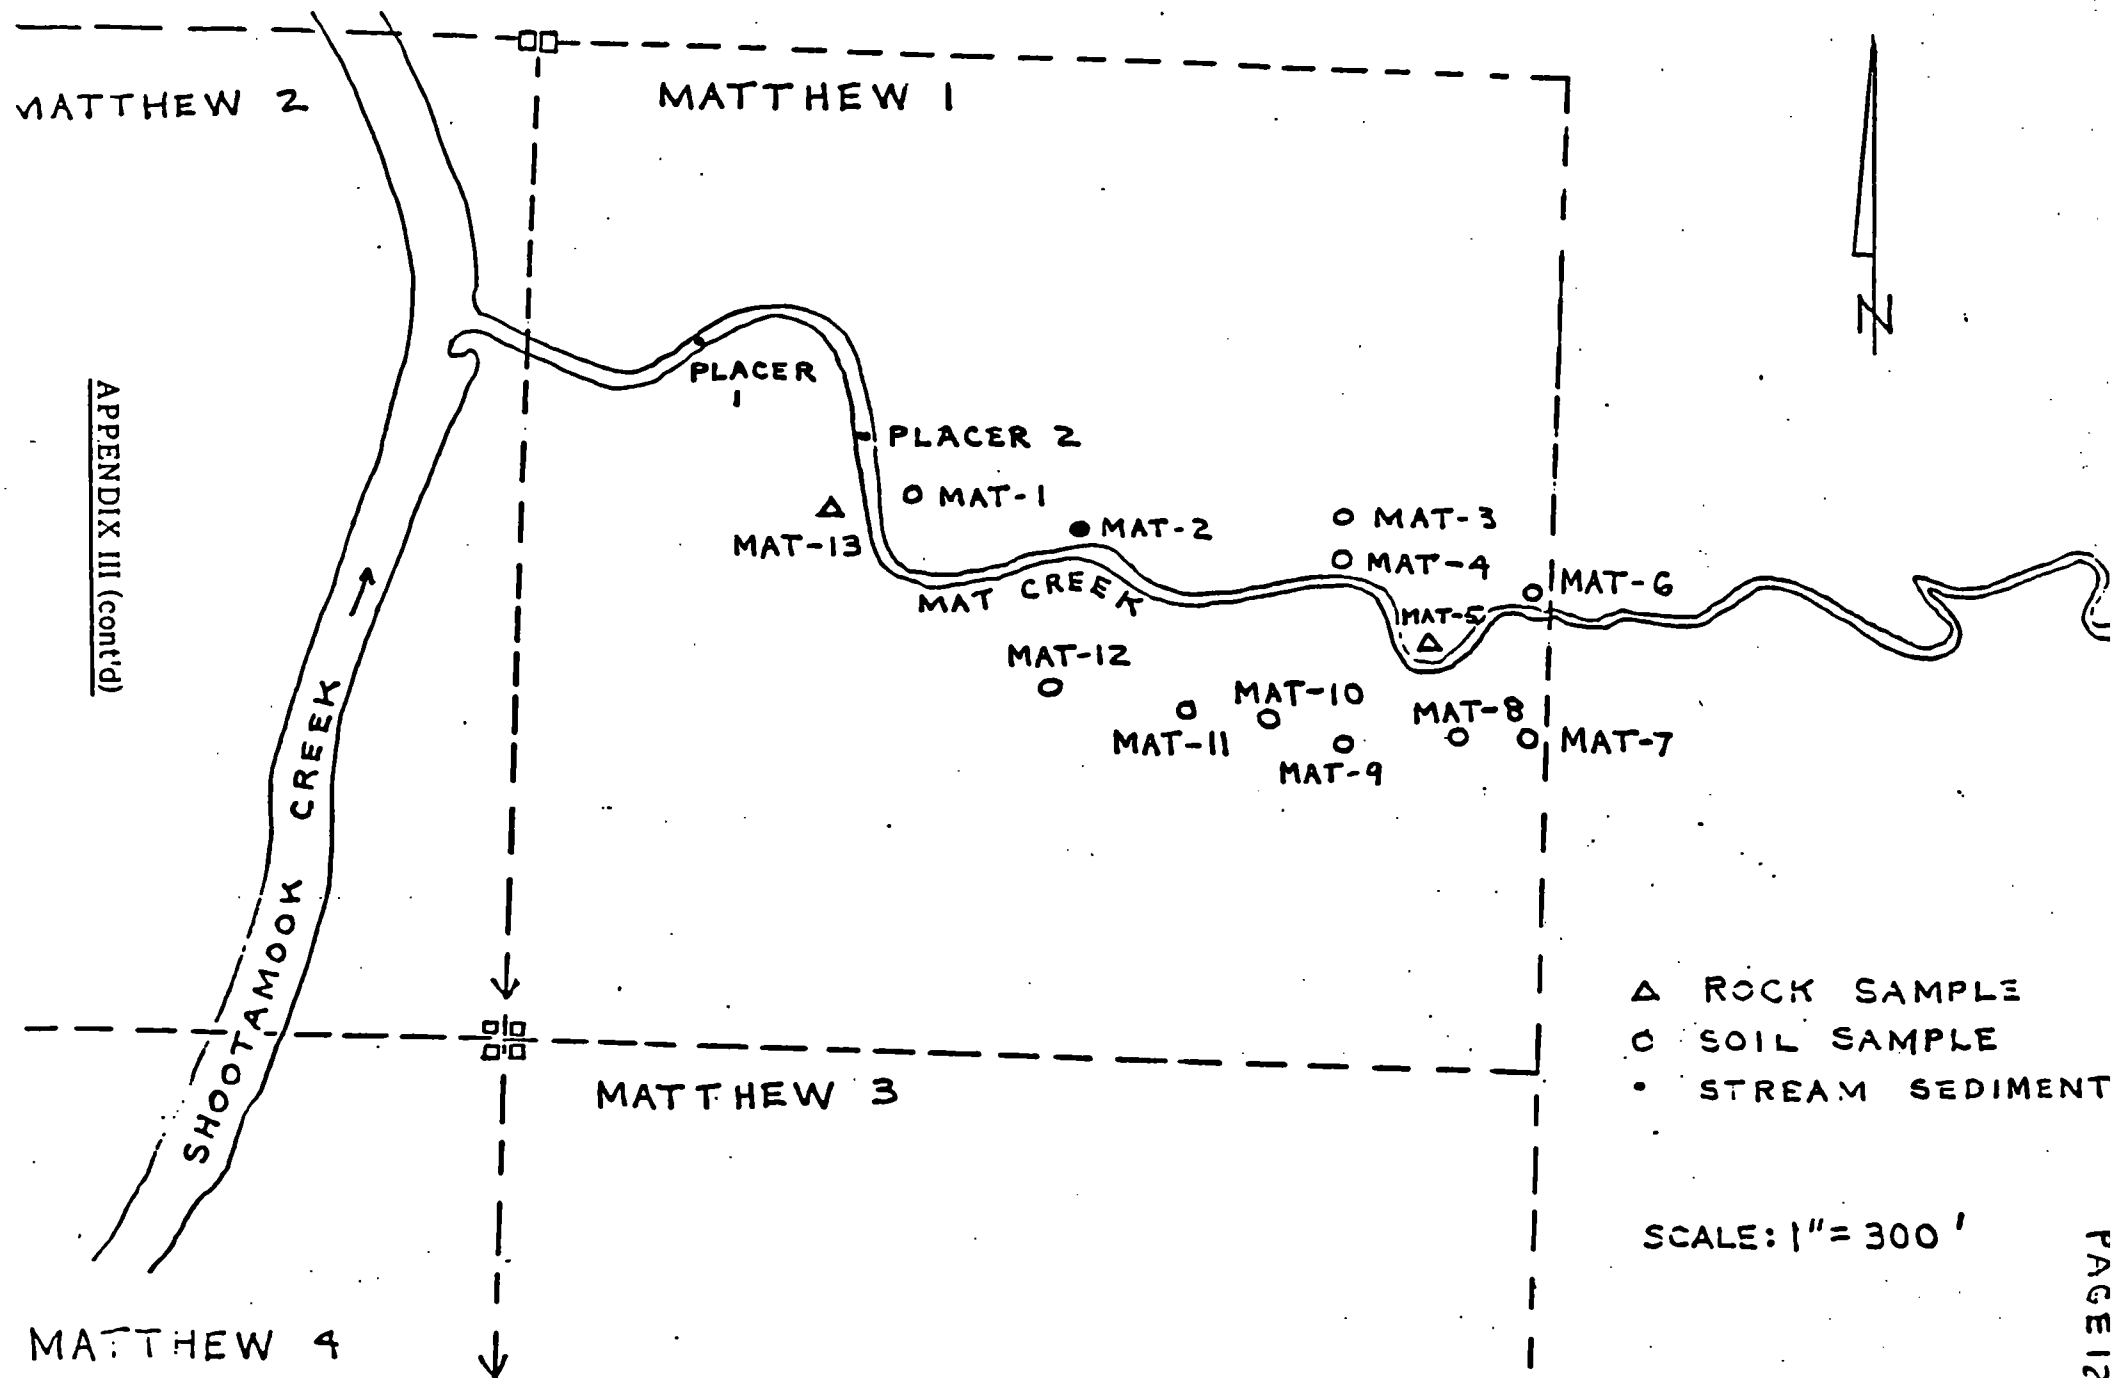 MATTHEW 2
MATTHEW 1
N
PLACER
1
PLACER 2
MAT-1
MAT-2
MAT-3
MAT-13
MAT-4
MAT-6
MAT CREEK
MAT-5
MAT-12
MAT-10
MAT-8
MAT-11
MAT-7
MAT-9
APPENDIX III (cont'd)
SHOOTAMOOK CREEK
ROCK SAMPLE
SOIL SAMPLE
STREAM SEDIMENT
MATTHEW 3
SCALE: 1" = 300'
MATTHEW 4
PAGE 12